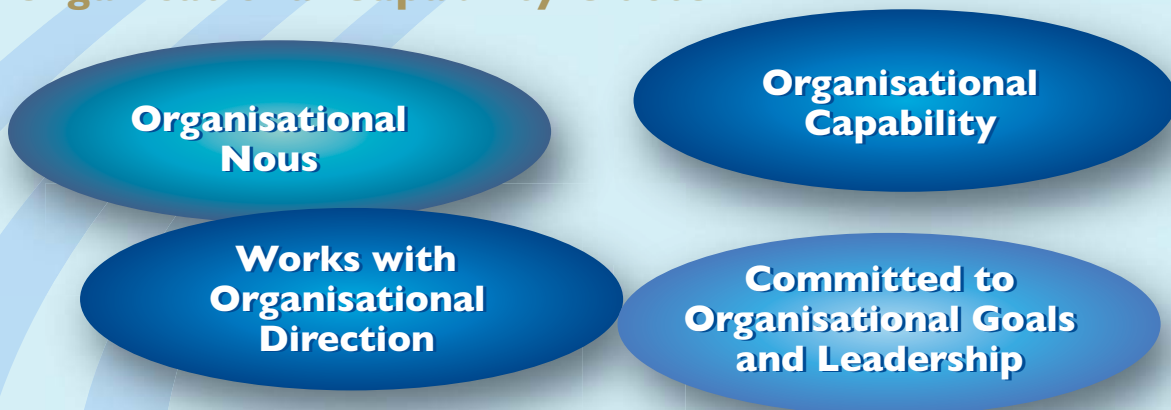 Organisational
Nous
Organisational
Capability
Works with
Organisational
Direction
Committed to
Organisational Goals
and Leadership